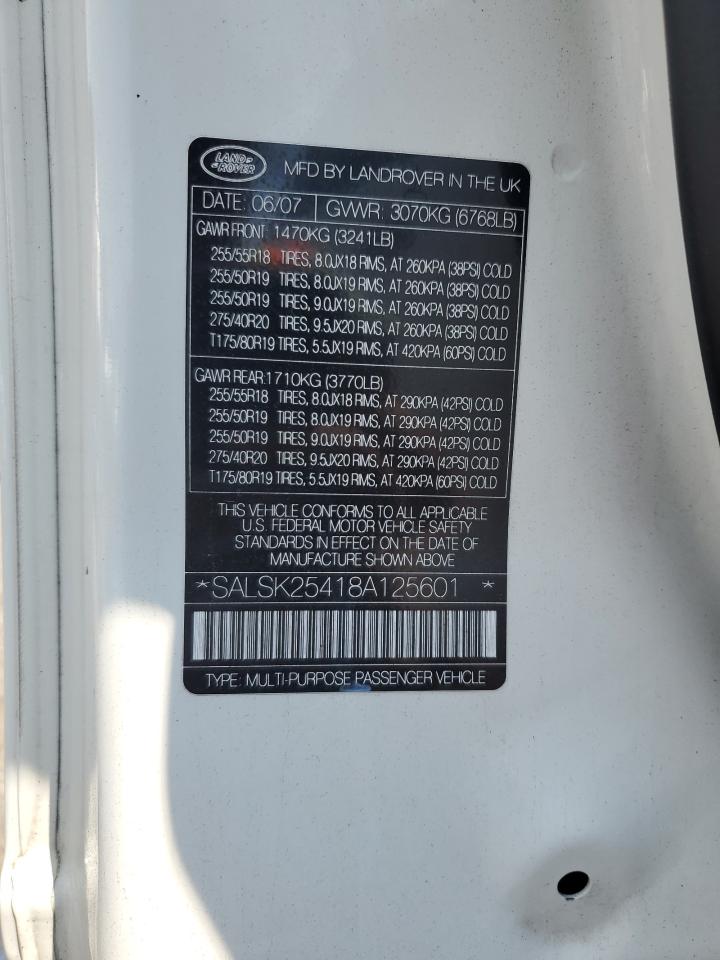 LAND ROVER
MFD BY LANDROVER IN THE UK
DATE: 06/07 GVWR: 3070KG (6768LB)
GAWR FRONT: 1470KG (3241LB)
255/55R18 TIRES, 8.0JX18 RIMS, AT 260KPA (38PSI) COLD
255/50R19 TIRES, 8.0JX19 RIMS, AT 260KPA (38PSI) COLD
255/50R19 TIRES, 9.0JX19 RIMS, AT 260KPA (38PSI) COLD
275/40R20 TIRES, 9.5JX20 RIMS, AT 260KPA (38PSI) COLD
T175/80R19 TIRES, 5.5JX19 RIMS, AT 420KPA (60PSI) COLD
GAWR REAR: 1710KG (3770LB)
255/55R18 TIRES, 8.0JX18 RIMS, AT 290KPA (42PSI) COLD
255/50R19 TIRES, 8.0JX19 RIMS, AT 290KPA (42PSI) COLD
255/50R19 TIRES, 9.0JX19 RIMS, AT 290KPA (42PSI) COLD
275/40R20 TIRES, 9.5JX20 RIMS, AT 290KPA (42PSI) COLD
T175/80R19 TIRES, 5.5JX19 RIMS, AT 420KPA (60PSI) COLD
THIS VEHICLE CONFORMS TO ALL APPLICABLE
U.S. FEDERAL MOTOR VEHICLE SAFETY
STANDARDS IN EFFECT ON THE DATE OF
MANUFACTURE SHOWN ABOVE
*SALSK25418A125601 *
TYPE: MULTI-PURPOSE PASSENGER VEHICLE